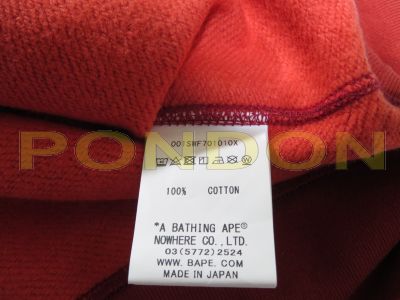 001SWF701010X
100% COTTON
PONDON
*A BATHING APE®
NOWHERE CO.,LTD.
03(5772)2524
WWW.BAPE.COM
MADE IN JAPAN